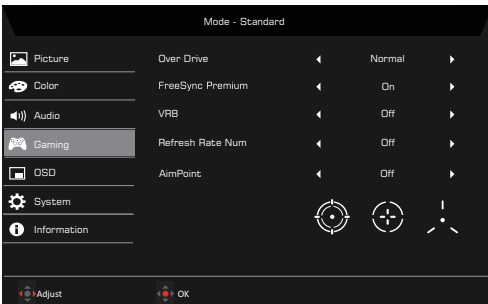 Mode - Standard
Picture
Over Drive Normal
Color
FreeSync Premium On
Audio
VRB Off
Gaming
Refresh Rate Num Off
OSD
AimPoint Off
System
Information
Adjust OK